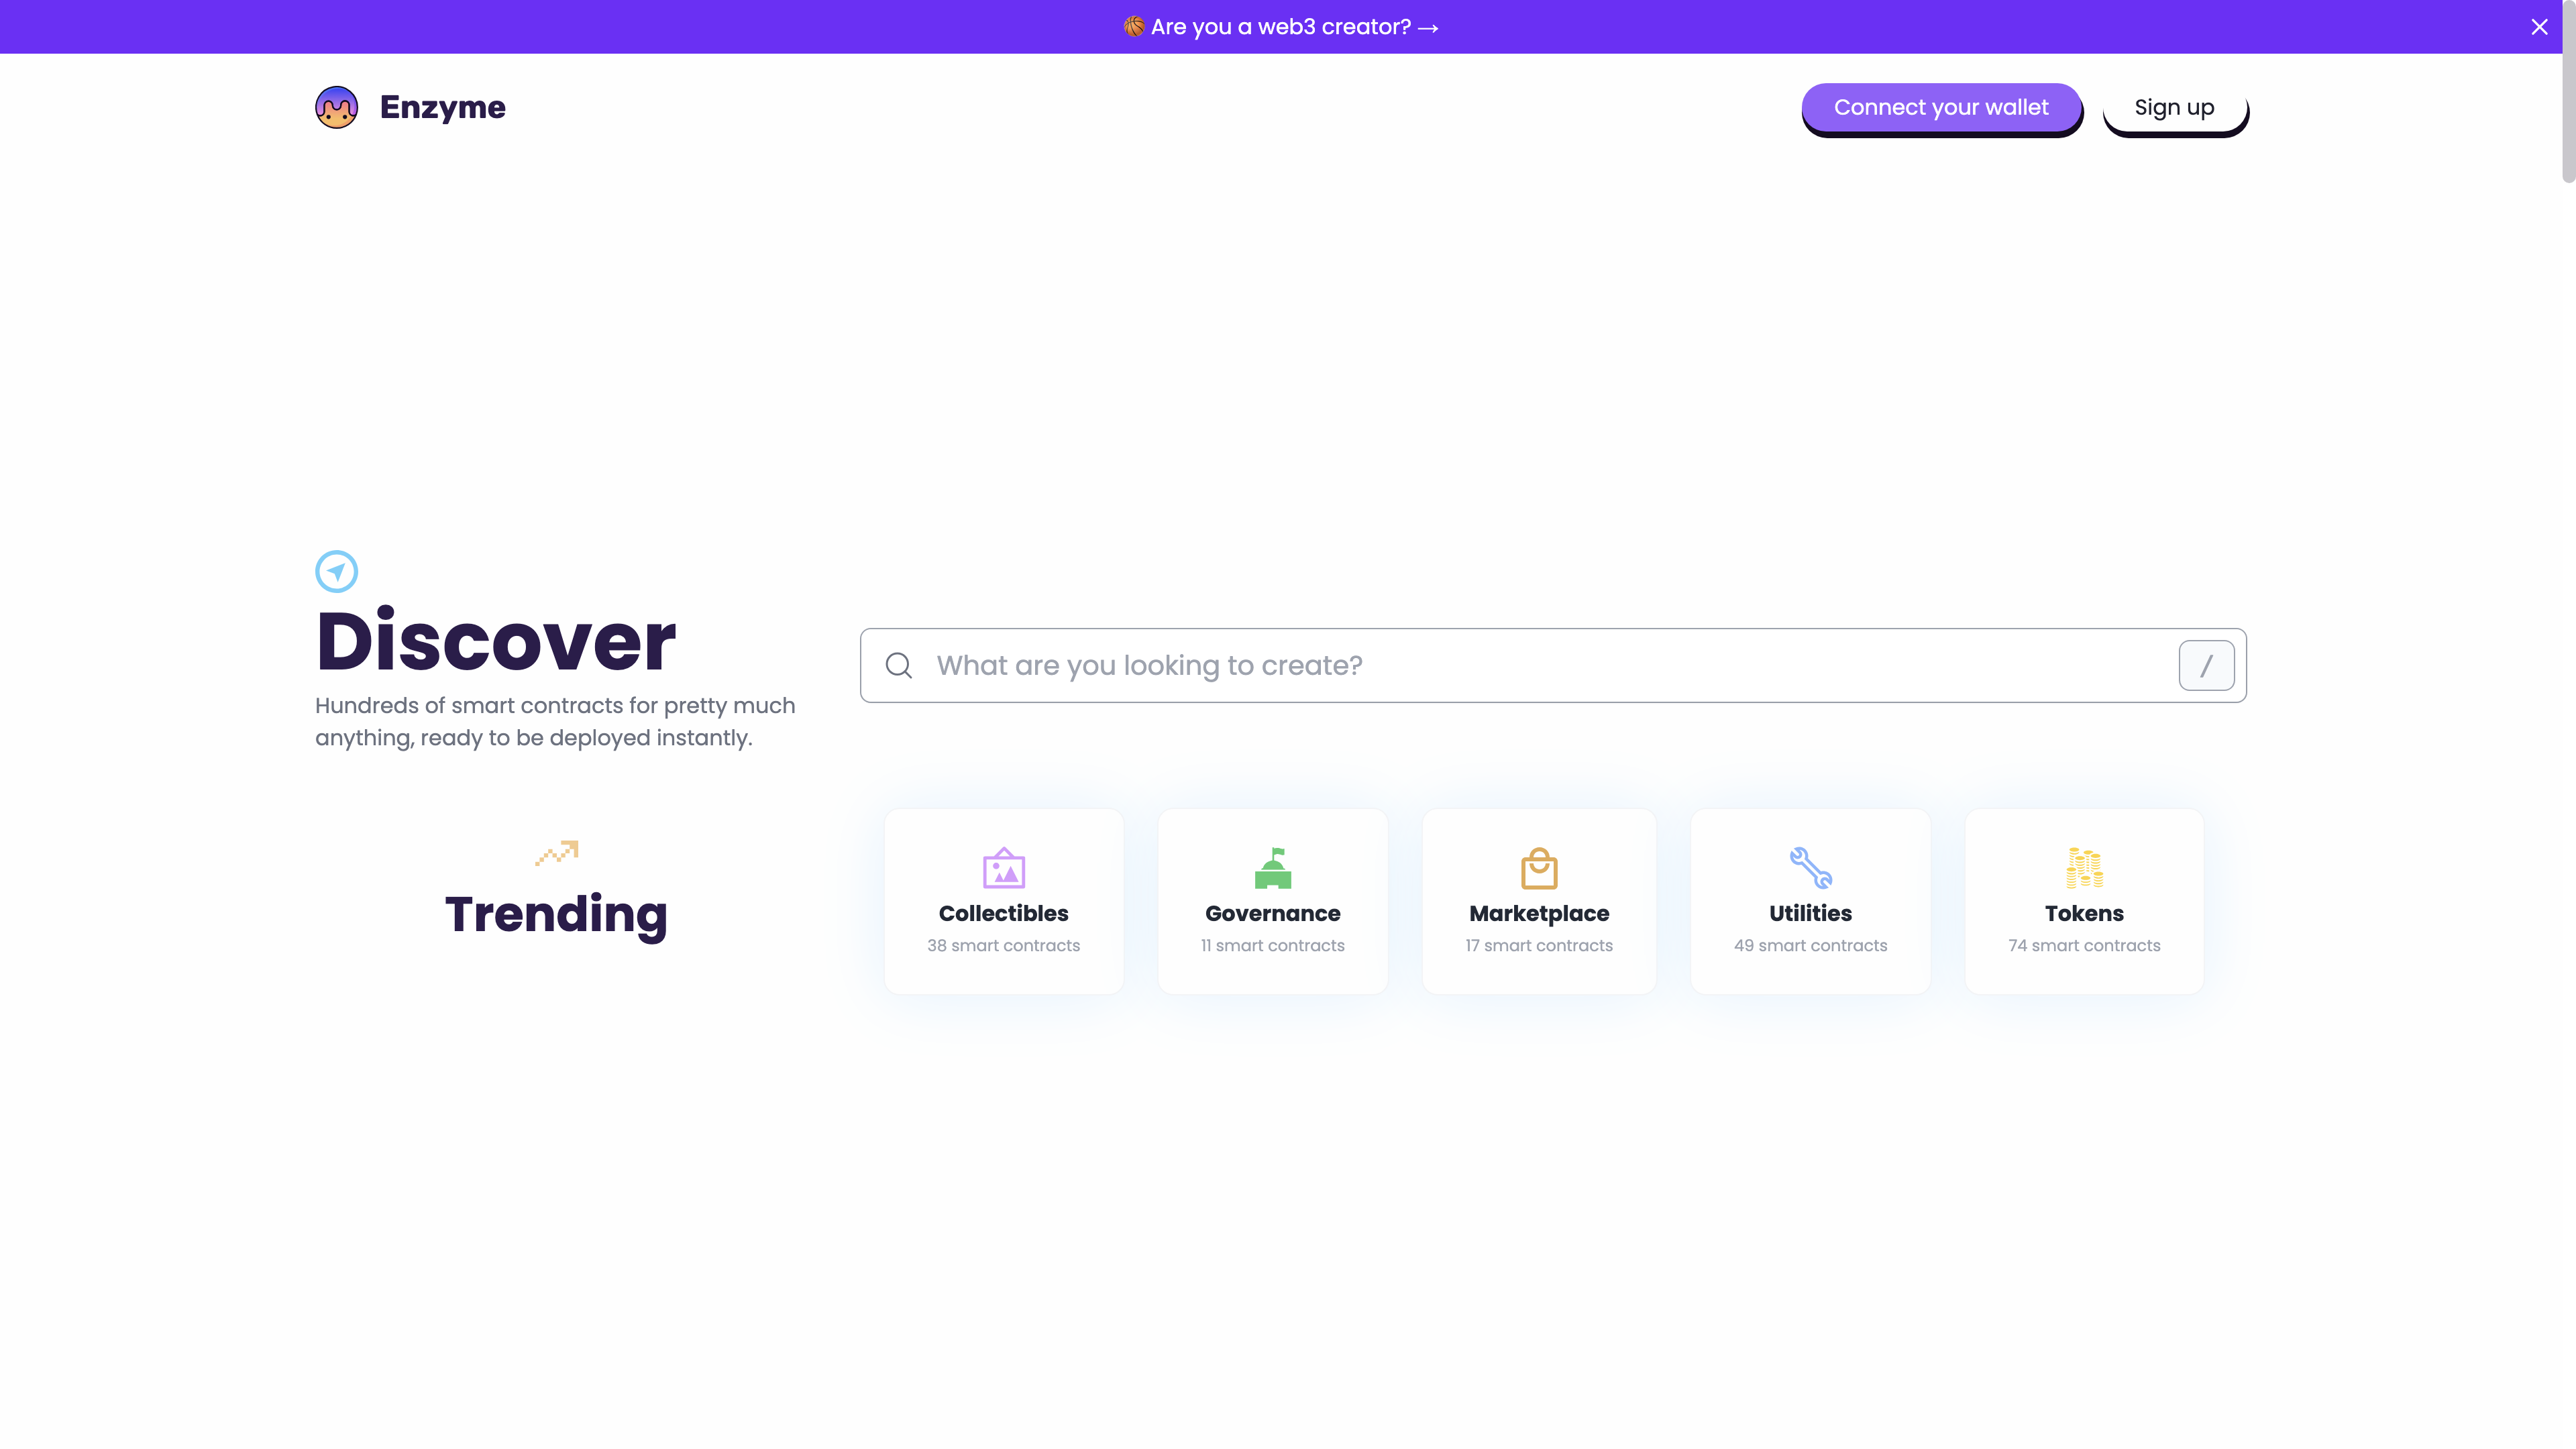 🏀 Are you a web3 creator? →
Enzyme
Connect your wallet
Sign up
Discover
Hundreds of smart contracts for pretty much
anything, ready to be deployed instantly.
What are you looking to create?
/
Trending
Collectibles
38 smart contracts
Governance
11 smart contracts
Marketplace
17 smart contracts
Utilities
49 smart contracts
Tokens
74 smart contracts